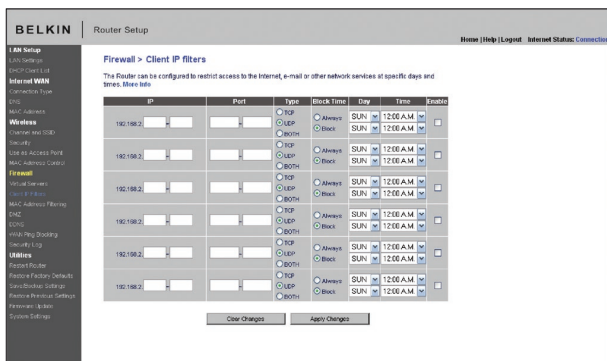 BELKIN
Router Setup
Home | Help | Logout Internet Status: Connection
LAN Setup
LAN Settings
DHCP Client List
Internet WAN
Connection Type
DNS
MAC Address
Wireless
Channel and SSID
Security
Use as Access Point
MAC Address Control
Firewall
Virtual Servers
Client IP Filters
MAC Address Filtering
DMZ
DDNS
WAN Ping Blocking
Security Log
Utilities
Restart Router
Restore Factory Defaults
Save/Backup Settings
Restore Previous Settings
Firmware Update
System Settings
Firewall > Client IP filters
The Router can be configured to restrict access to the Internet, e-mail or other network services at specific days and
times. More Info
IP Port Type Block Time Day Time Enable
192.168.2. - - TCP UDP BOTH Always Block SUN 12:00 A.M. SUN 12:00 A.M.
192.168.2. - - TCP UDP BOTH Always Block SUN 12:00 A.M. SUN 12:00 A.M.
192.168.2. - - TCP UDP BOTH Always Block SUN 12:00 A.M. SUN 12:00 A.M.
192.168.2. - - TCP UDP BOTH Always Block SUN 12:00 A.M. SUN 12:00 A.M.
192.168.2. - - TCP UDP BOTH Always Block SUN 12:00 A.M. SUN 12:00 A.M.
192.168.2. - - TCP UDP BOTH Always Block SUN 12:00 A.M. SUN 12:00 A.M.
Clear Changes Apply Changes